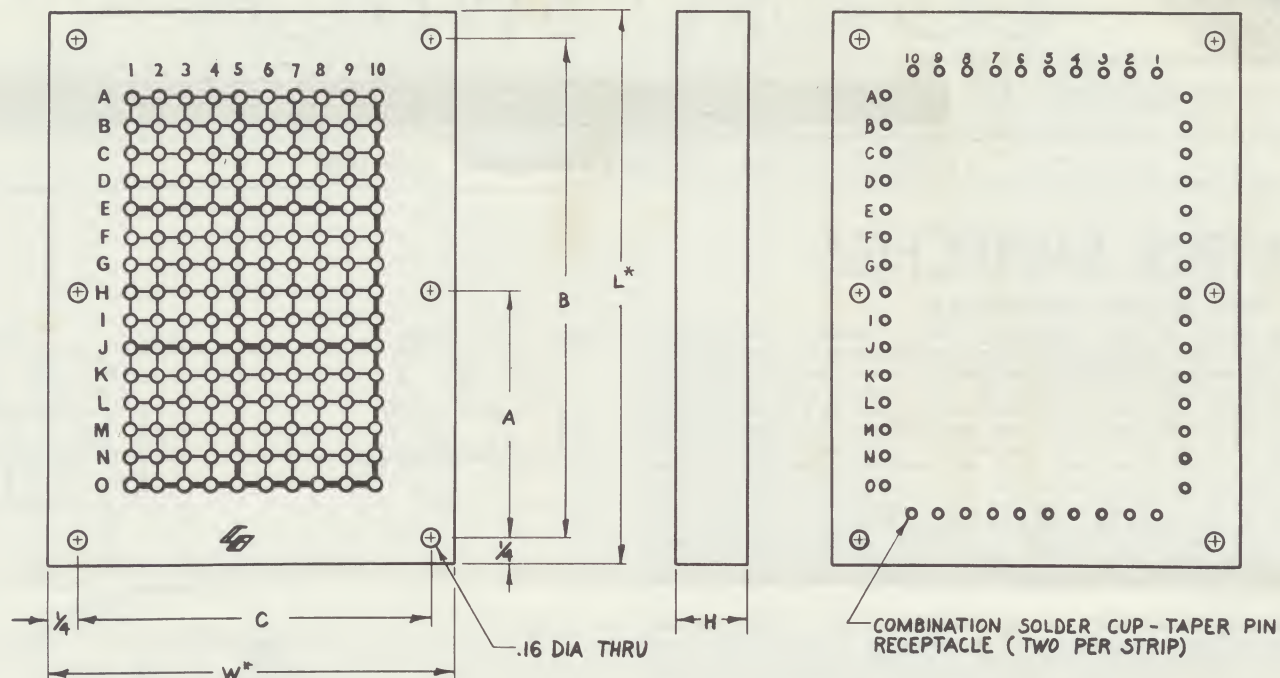 1 2 3 4 5 6 7 8 9 10
A
B
C
D
E
F
G
H
I
J
K
L
M
N
O
1/4
C
W*
.16 DIA THRU
A
1/4
B
L*
H
10 9 8 7 6 5 4 3 2 1
A
B
C
D
E
F
G
I
J
K
L
M
N
O
COMBINATION SOLDER CUP-TAPER PIN
RECEPTACLE (TWO PER STRIP)